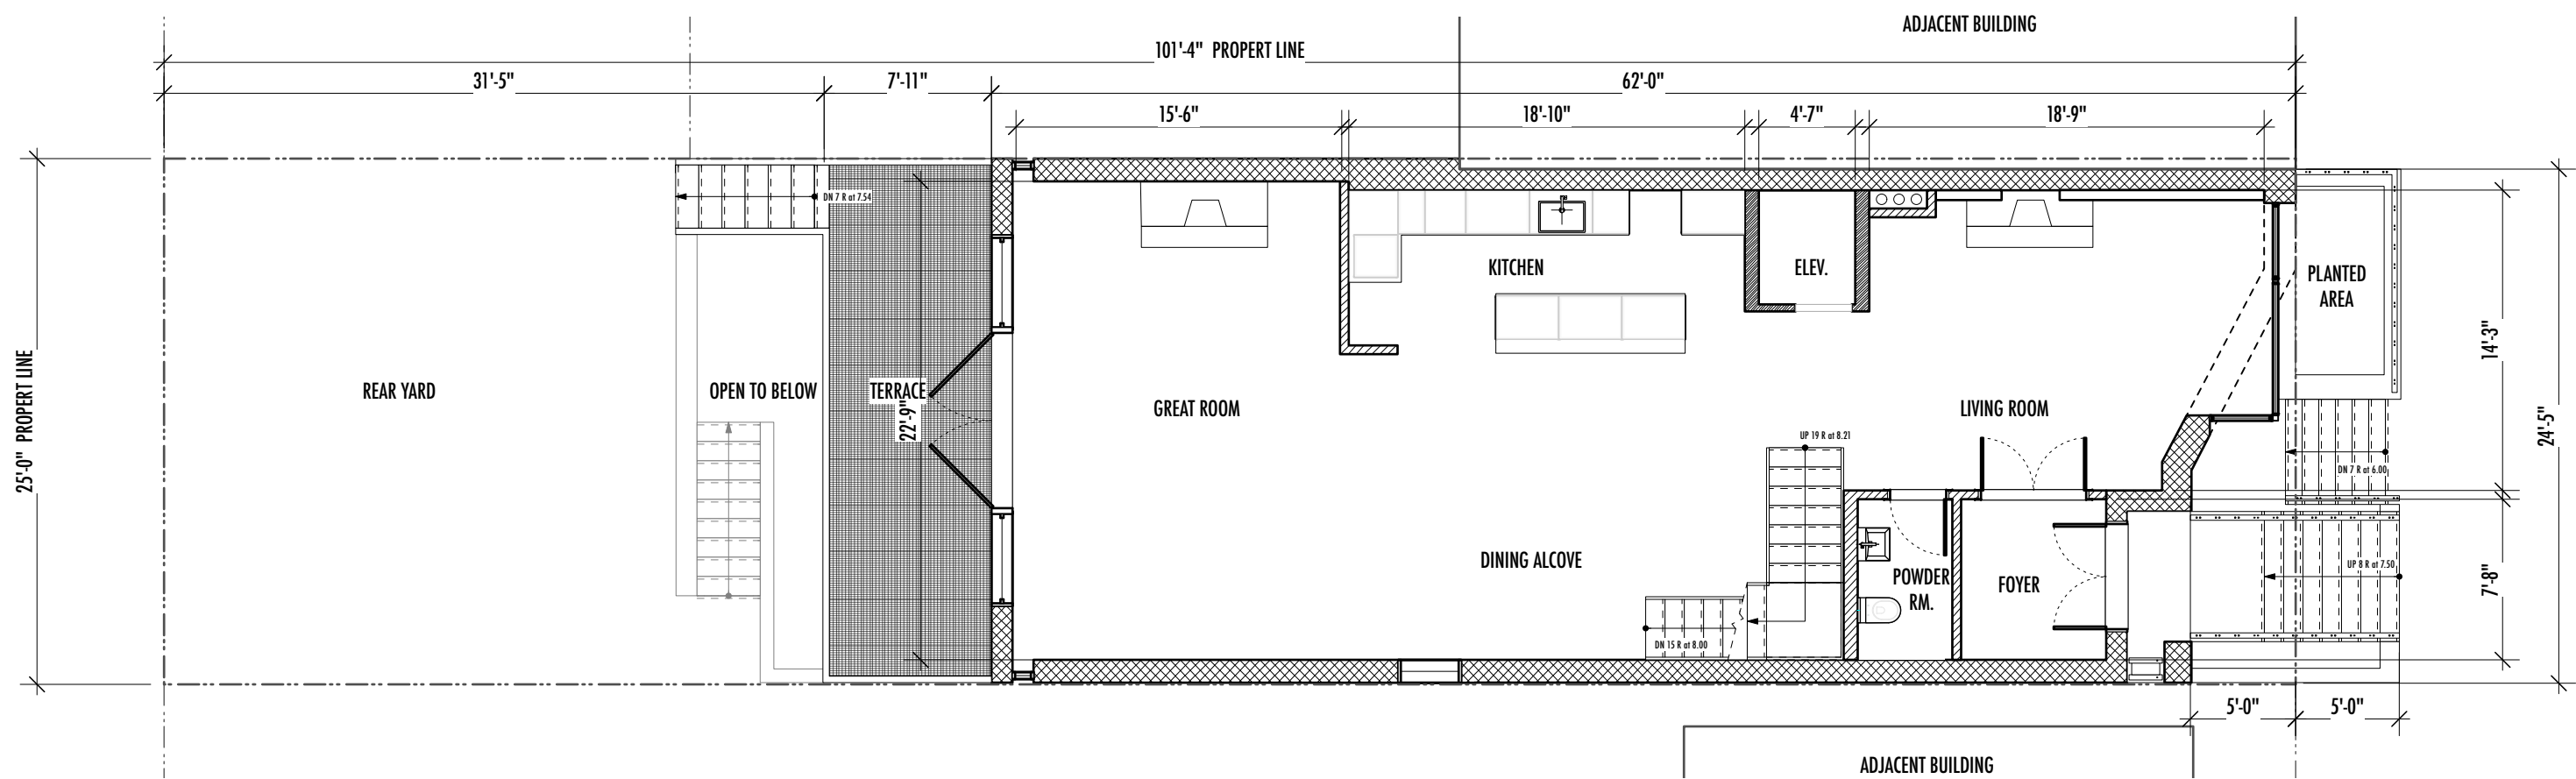 ADJACENT BUILDING
101'-4" PROPERT LINE
31'-5"
7'-11"
62'-0"
15'-6"
18'-10"
4'-7"
18'-9"
DN 7 R at 7.54
KITCHEN
ELEV.
PLANTED
AREA
14'-3"
25'-0" PROPERT LINE
REAR YARD
OPEN TO BELOW
TERRACE
22'-9"
GREAT ROOM
LIVING ROOM
24'-5"
UP 19 R at 8.21
DN 7 R at 6.00
DINING ALCOVE
POWDER
RM.
FOYER
UP 8 R at 7.50
7'-8"
DN 15 R at 8.00
5'-0"
5'-0"
ADJACENT BUILDING